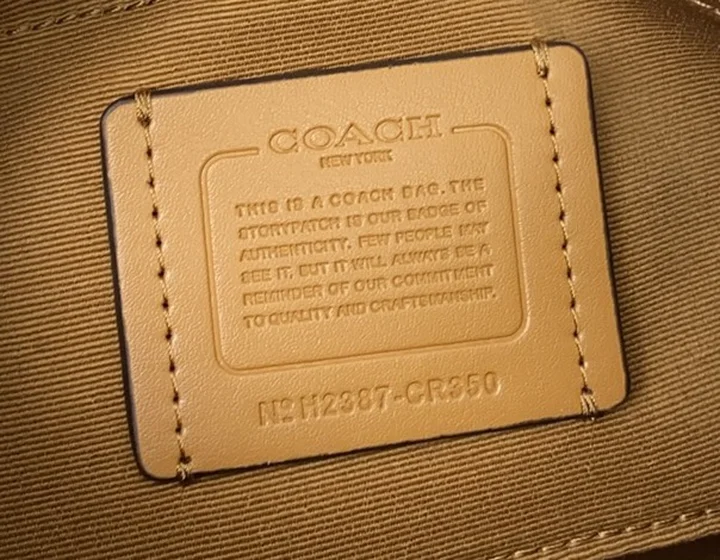 COACH
NEW YORK
THIS IS A COACH BAG. THE
STORYPATCH IS OUR BADGE OF
AUTHENTICITY. FEW PEOPLE MAY
SEE IT. BUT IT WILL ALWAYS BE A
REMINDER OF OUR COMMITMENT
TO QUALITY AND CRAFTSMANSHIP.
Nº H2387-CR350